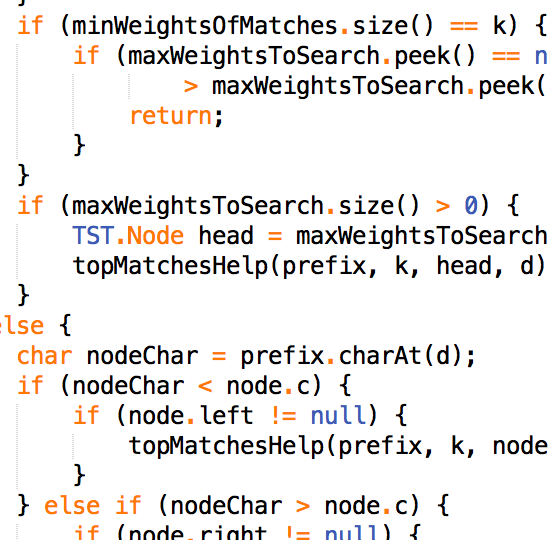 }
if (minWeightsOfMatches.size() == k) {
if (maxWeightsToSearch.peek() == n
> maxWeightsToSearch.peek(
return;
}
}
if (maxWeightsToSearch.size() > 0) {
TST.Node head = maxWeightsToSearch
topMatchesHelp(prefix, k, head, d)
}
else {
char nodeChar = prefix.charAt(d);
if (nodeChar < node.c) {
if (node.left != null) {
topMatchesHelp(prefix, k, node
}
} else if (nodeChar > node.c) {
if (node.right != null) {